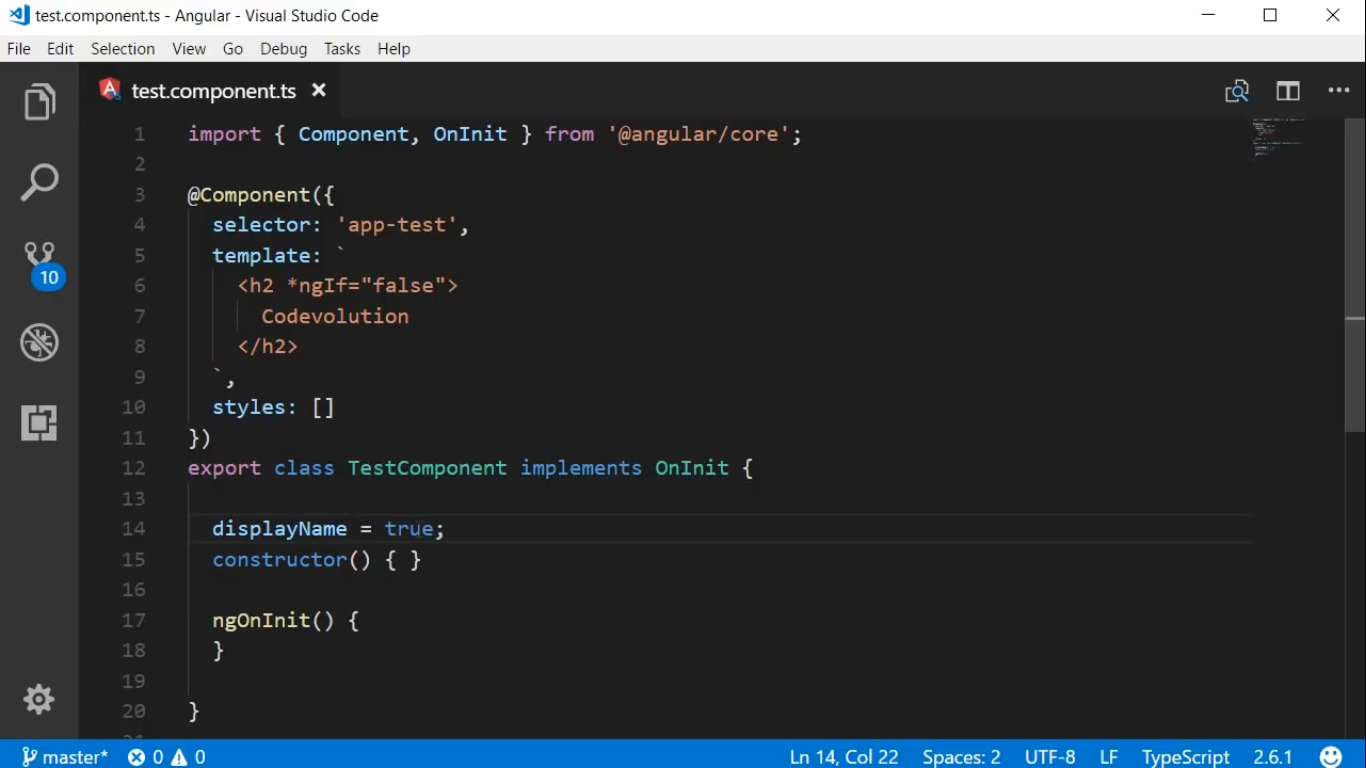 test.component.ts - Angular - Visual Studio Code
File Edit Selection View Go Debug Tasks Help
test.component.ts
1 import { Component, OnInit } from '@angular/core';
2
3 @Component({
4 selector: 'app-test',
5 template: `
6 <h2 *ngIf="false">
7 Codevolution
8 </h2>
9 `,
10 styles: []
11 })
12 export class TestComponent implements OnInit {
13
14 displayName = true;
15 constructor() { }
16
17 ngOnInit() {
18 }
19
20 }
10
master* 0 0 Ln 14, Col 22 Spaces: 2 UTF-8 LF TypeScript 2.6.1